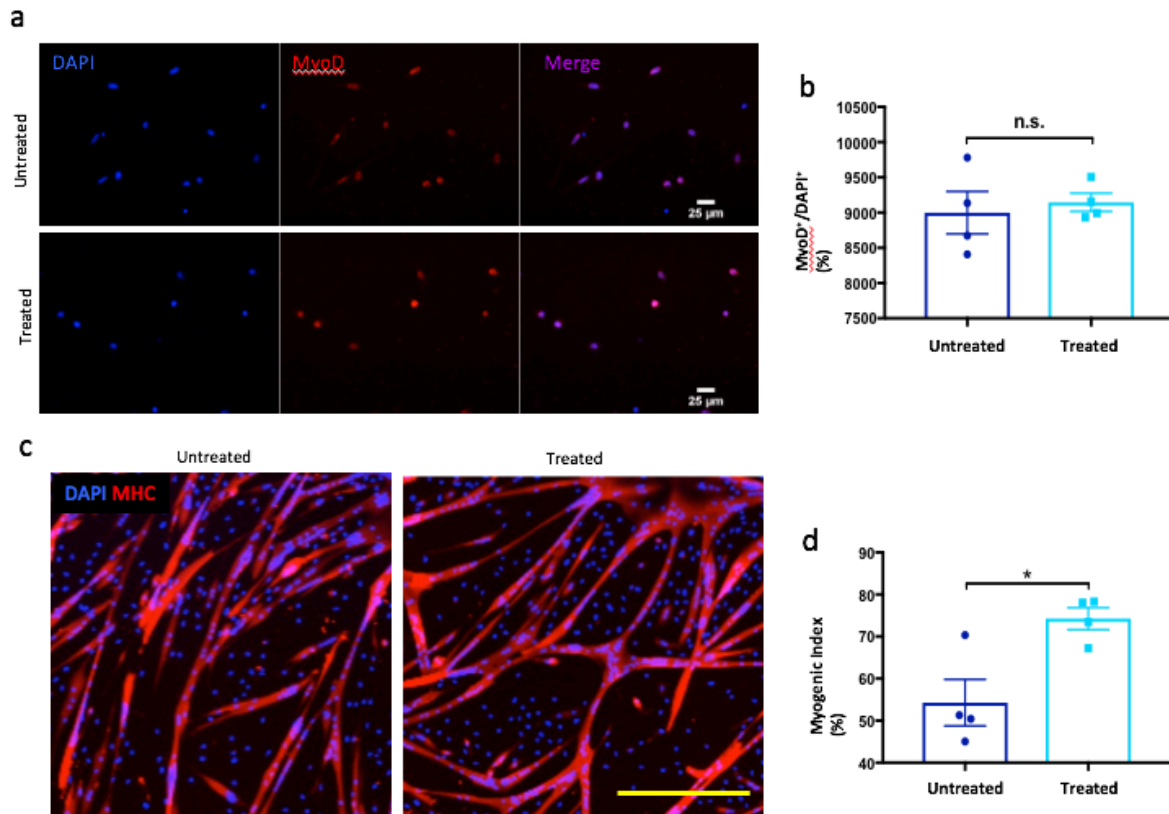 a
DAPI
MyoD
Merge
Untreated
25 µm
Treated
25 µm
b
10500
10000
9500
9000
8500
8000
7500
n.s.
MyoD⁺/DAPI⁺
(%)
Untreated
Treated
c
Untreated
Treated
DAPI MHC
d
90
80
70
60
50
40
*
Myogenic Index
(%)
Untreated
Treated